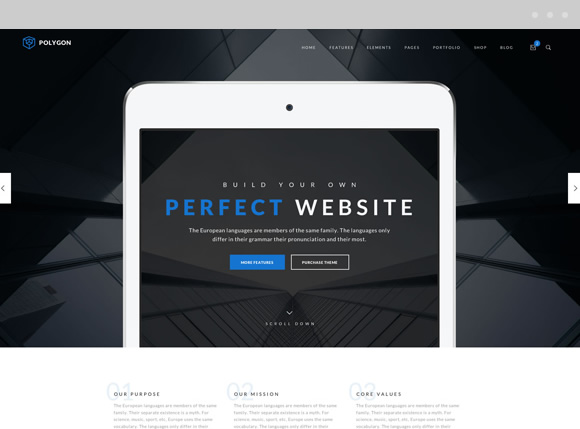 POLYGON
HOME FEATURES ELEMENTS PAGES PORTFOLIO SHOP BLOG
BUILD YOUR OWN
PERFECT WEBSITE
The European languages are members of the same family. The languages only
differ in their grammar their pronunciation and their most.
MORE FEATURES PURCHASE THEME
SCROLL DOWN
01 OUR PURPOSE 02 OUR MISSION 03 CORE VALUES
The European languages are members of the same The European languages are members of the same The European languages are members of the same
family. Their separate existence is a myth. For family. Their separate existence is a myth. For family. Their separate existence is a myth. For
science, music, sport, etc, Europe uses the same science, music, sport, etc, Europe uses the same science, music, sport, etc, Europe uses the same
vocabulary. The languages only differ in their vocabulary. The languages only differ in their vocabulary. The languages only differ in their